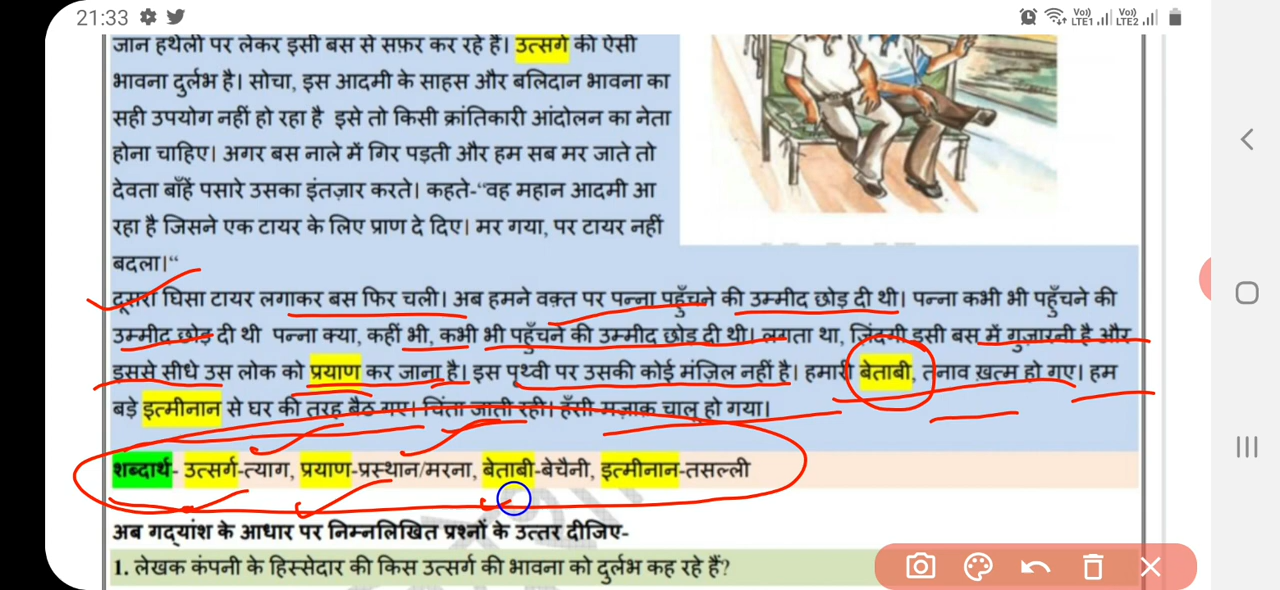 21:33
Vo) LTE1 Vo) LTE2
जान हथेली पर लेकर इसी बस से सफ़र कर रहे हैं। उत्सर्ग की ऐसी
भावना दुर्लभ है। सोचा, इस आदमी के साहस और बलिदान भावना का
सही उपयोग नहीं हो रहा है इसे तो किसी क्रांतिकारी आंदोलन का नेता
होना चाहिए। अगर बस नाले में गिर पड़ती और हम सब मर जाते तो
देवता बाँहें पसारे उसका इंतज़ार करते। कहते-“वह महान आदमी आ
रहा है जिसने एक टायर के लिए प्राण दे दिए। मर गया, पर टायर नहीं
बदला।“
दूसरा घिसा टायर लगाकर बस फिर चली। अब हमने वक़्त पर पन्ना पहुँचने की उम्मीद छोड़ दी थी। पन्ना कभी भी पहुँचने की
उम्मीद छोड़ दी थी पन्ना क्या, कहीं भी, कभी भी पहुँचने की उम्मीद छोड़ दी थी। लगता था, ज़िंदगी इसी बस में गुज़ारनी है और
इससे सीधे उस लोक को प्रयाण कर जाना है। इस पृथ्वी पर उसकी कोई मंज़िल नहीं है। हमारी बेताबी, तनाव ख़त्म हो गए। हम
बड़े इत्मीनान से घर की तरह बैठ गए। चिंता जाती रही। हँसी मज़ाक चालू हो गया।
शब्दार्थ- उत्सर्ग-त्याग, प्रयाण-प्रस्थान/मरना, बेताबी-बेचैनी, इत्मीनान-तसल्ली
अब गद्यांश के आधार पर निम्नलिखित प्रश्नों के उत्तर दीजिए-
1. लेखक कंपनी के हिस्सेदार की किस उत्सर्ग की भावना को दुर्लभ कह रहे हैं?